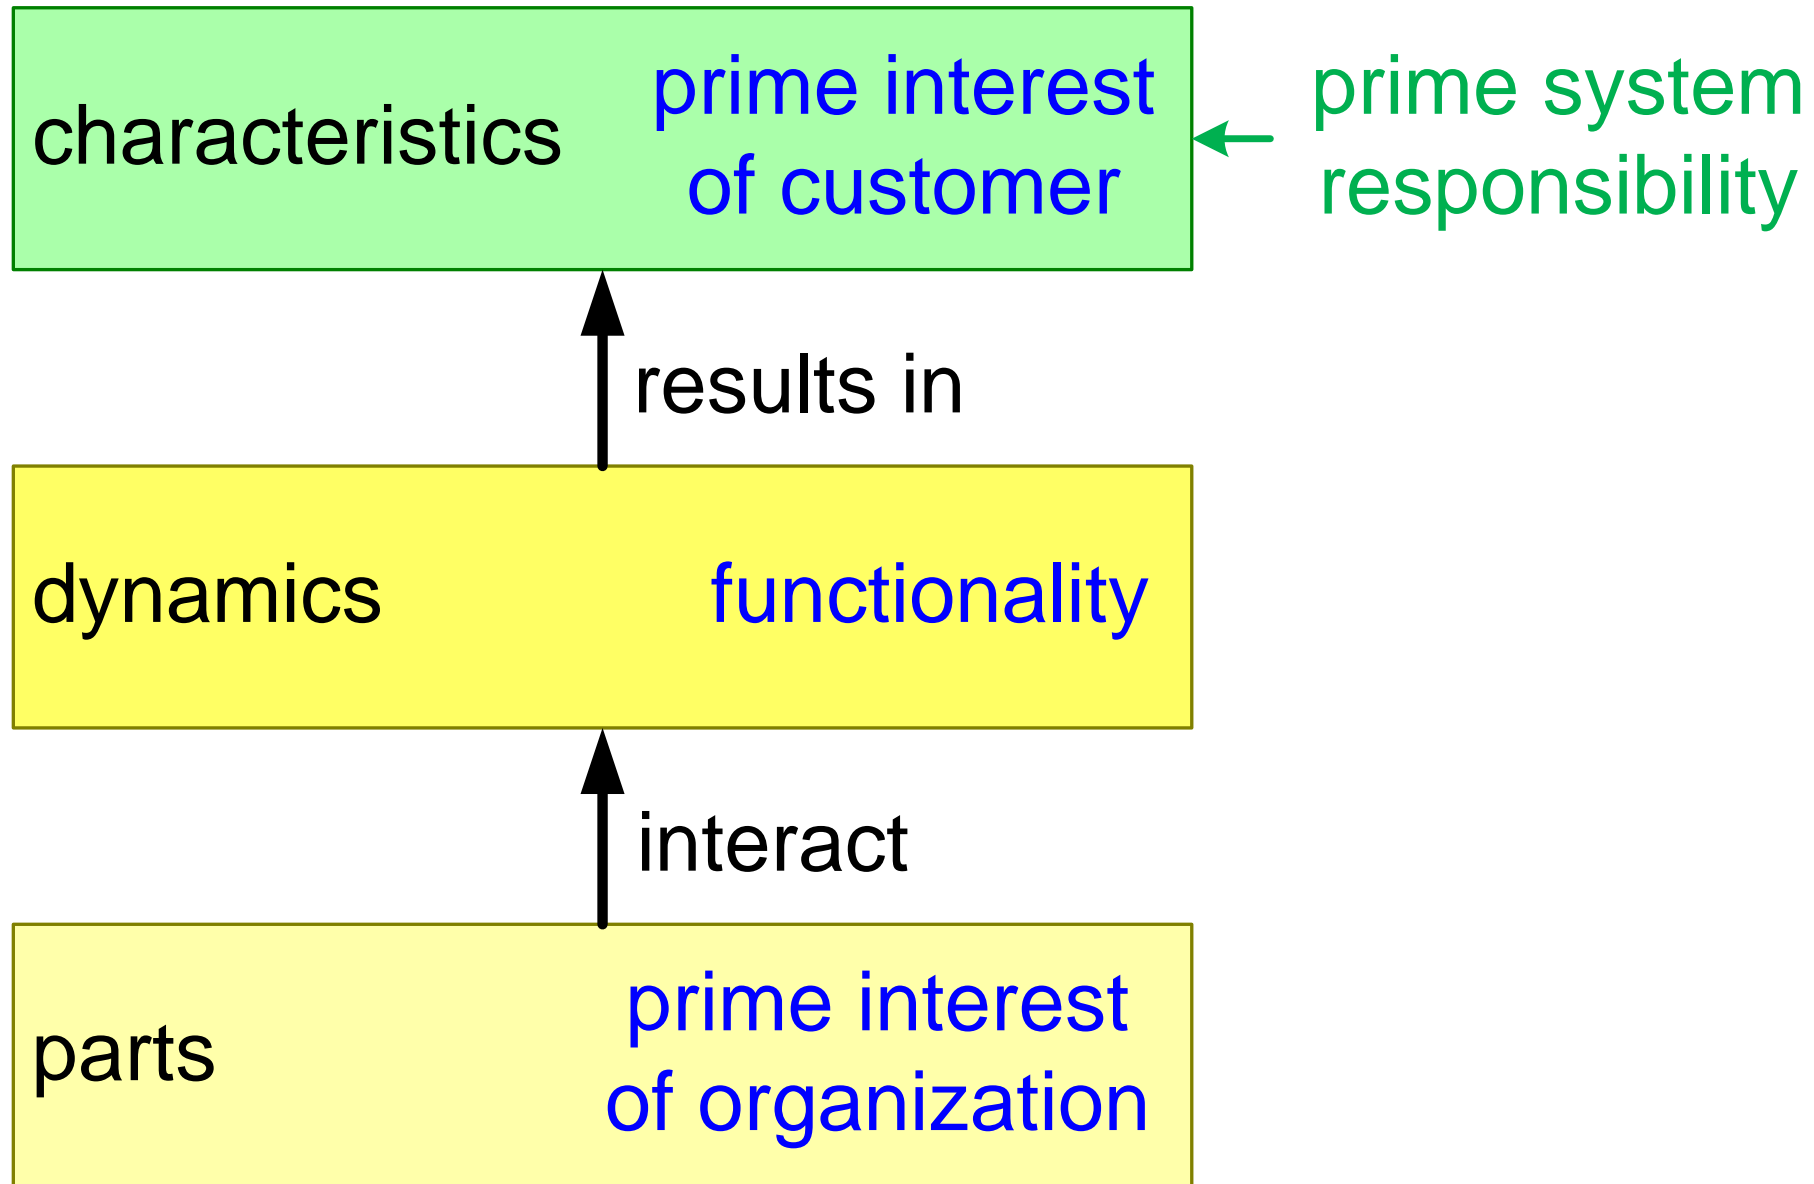 characteristics
prime interest
of customer
prime system
responsibility
results in
dynamics
functionality
interact
parts
prime interest
of organization